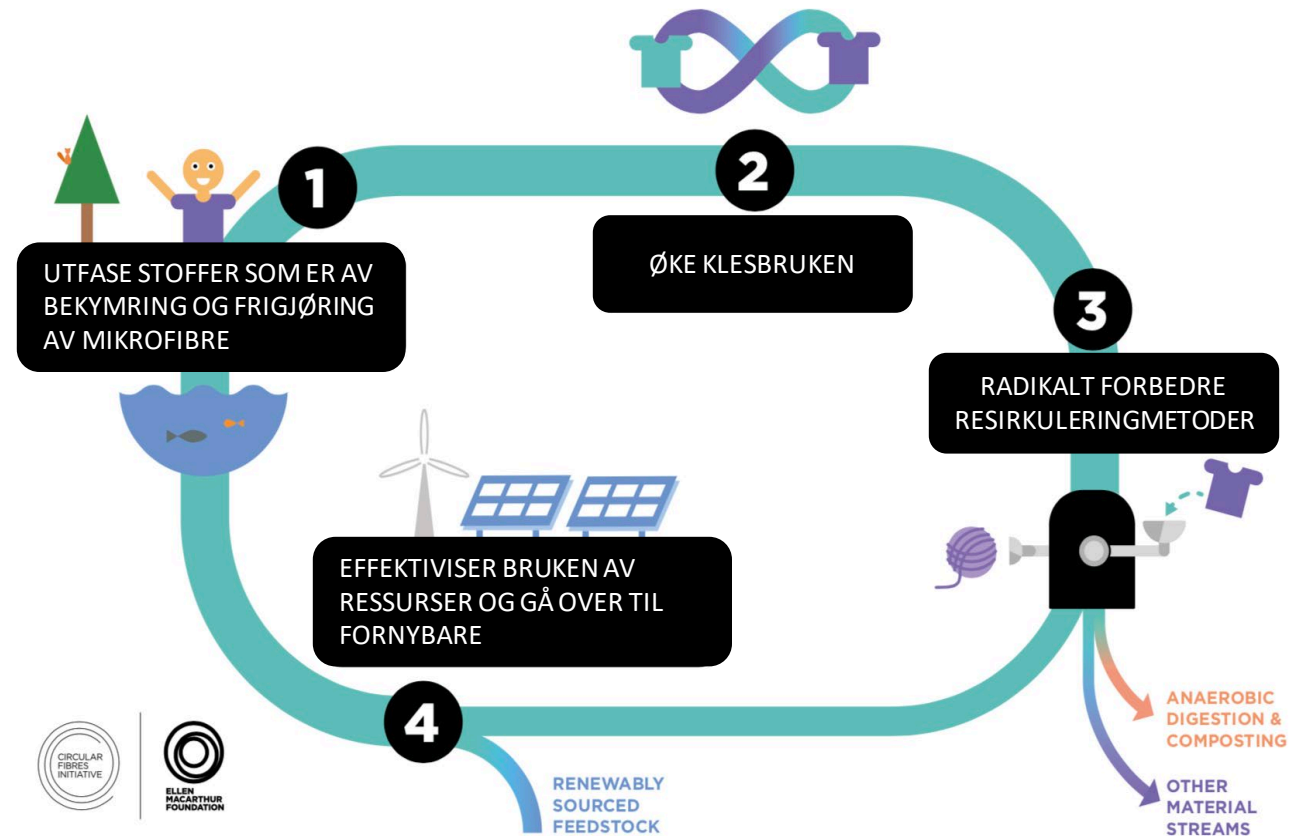 1
UTFASE STOFFER SOM ER AV
BEKYMRING OG FRIGJØRING
AV MIKROFIBRE
2
ØKE KLESBRUKEN
3
RADIKALT FORBEDRE
RESIRKULERINGMETODER
EFFEKTIVISER BRUKEN AV
RESSURSER OG GÅ OVER TIL
FORNYBARE
4
ANAEROBIC
DIGESTION &
COMPOSTING
OTHER
MATERIAL
STREAMS
RENEWABLY
SOURCED
FEEDSTOCK
CIRCULAR
FIBRES
INITIATIVE
ELLEN
MACARTHUR
FOUNDATION